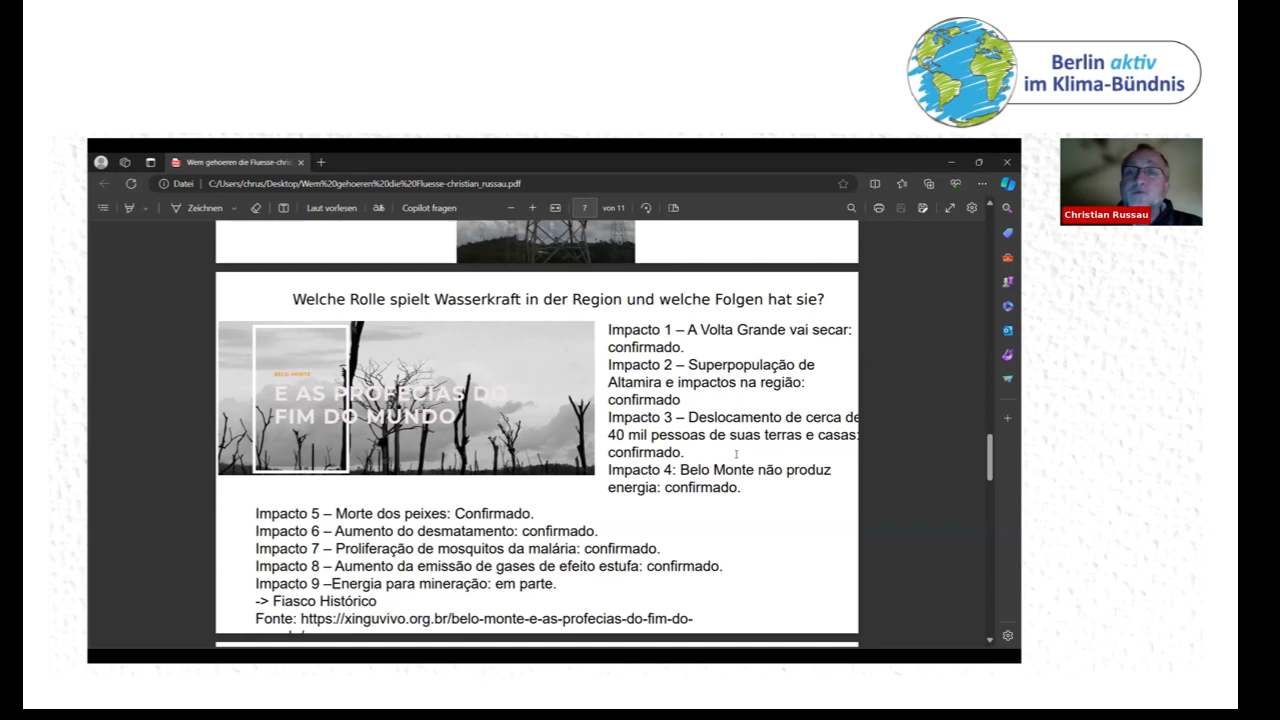 Berlin aktiv
im Klima-Bündnis
Wem gehoeren die Fluesse-chris
Datei
C:/Users/chrus/Desktop/Wem%20gehoeren%20die%20Fluesse-christian_russau.pdf
Zeichnen
Laut vorlesen
Copilot fragen
7
von 11
Christian Russau
Welche Rolle spielt Wasserkraft in der Region und welche Folgen hat sie?
BELO MONTE
E AS PROFECIAS DO
FIM DO MUNDO
Impacto 1 – A Volta Grande vai secar:
confirmado.
Impacto 2 – Superpopulação de
Altamira e impactos na região:
confirmado
Impacto 3 – Deslocamento de cerca de
40 mil pessoas de suas terras e casas:
confirmado.
Impacto 4: Belo Monte não produz
energia: confirmado.
Impacto 5 – Morte dos peixes: Confirmado.
Impacto 6 – Aumento do desmatamento: confirmado.
Impacto 7 – Proliferação de mosquitos da malária: confirmado.
Impacto 8 – Aumento da emissão de gases de efeito estufa: confirmado.
Impacto 9 –Energia para mineração: em parte.
-> Fiasco Histórico
Fonte: https://xinguvivo.org.br/belo-monte-e-as-profecias-do-fim-do-